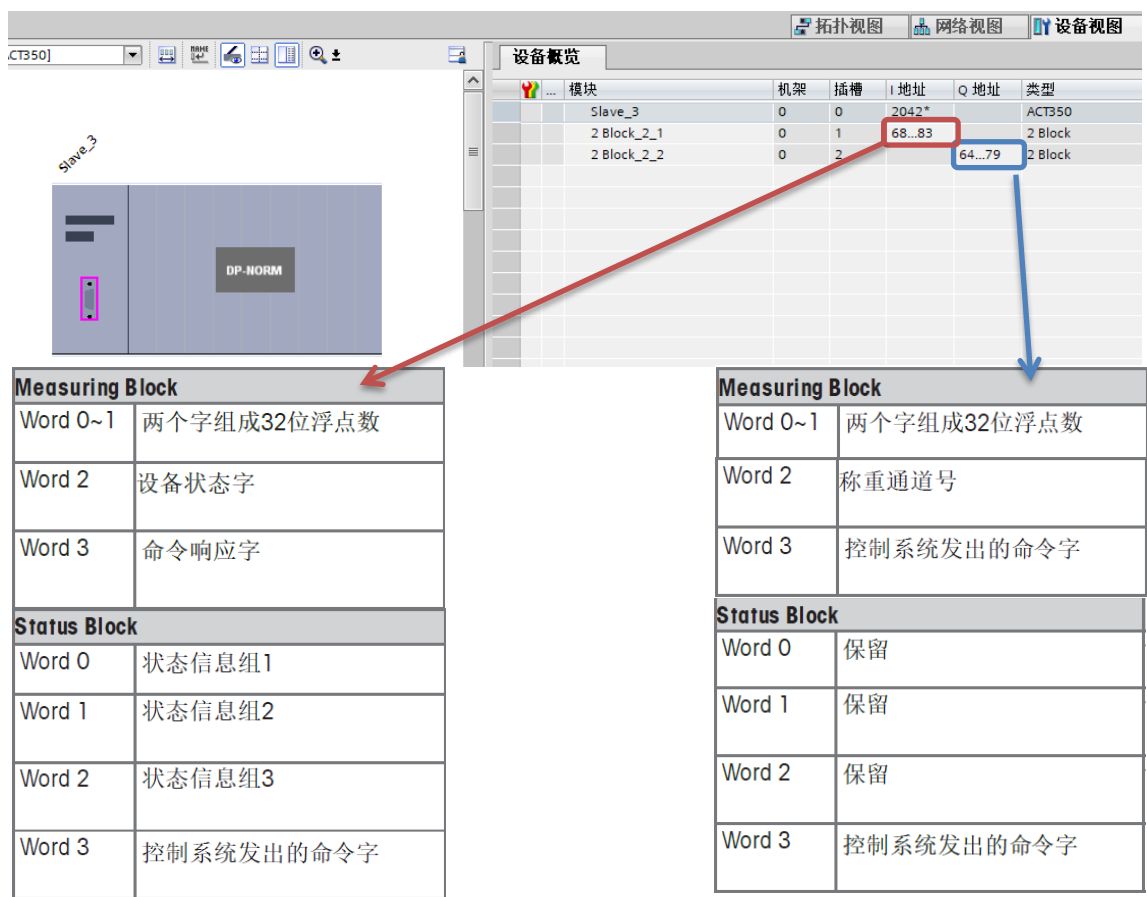 拓扑视图 网络视图 设备视图
ACT350]
NAME
± 
设备概览
... 模块 机架 插槽 I 地址 Q 地址 类型
Slave_3 0 0 2042* ACT350
2 Block_2_1 0 1 68...83 2 Block
2 Block_2_2 0 2 64...79 2 Block
Slave_3
DP-NORM
Measuring Block
Word 0~1 两个字组成32位浮点数
Word 2 设备状态字
Word 3 命令响应字
Status Block
Word 0 状态信息组1
Word 1 状态信息组2
Word 2 状态信息组3
Word 3 控制系统发出的命令字
Measuring Block
Word 0~1 两个字组成32位浮点数
Word 2 称重通道号
Word 3 控制系统发出的命令字
Status Block
Word 0 保留
Word 1 保留
Word 2 保留
Word 3 控制系统发出的命令字